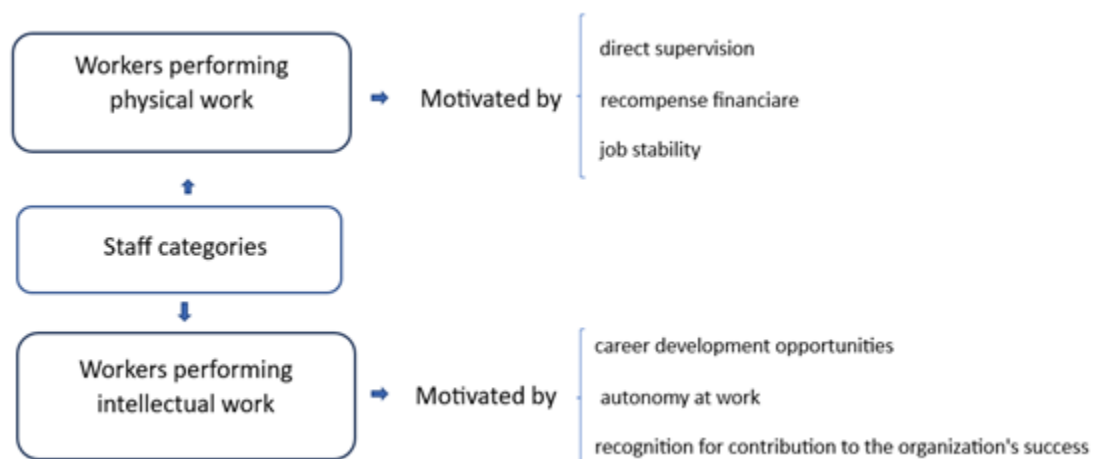 Workers performing
physical work
Motivated by
direct supervision
recompense financiare
job stability
Staff categories
Workers performing
intellectual work
Motivated by
career development opportunities
autonomy at work
recognition for contribution to the organization's success